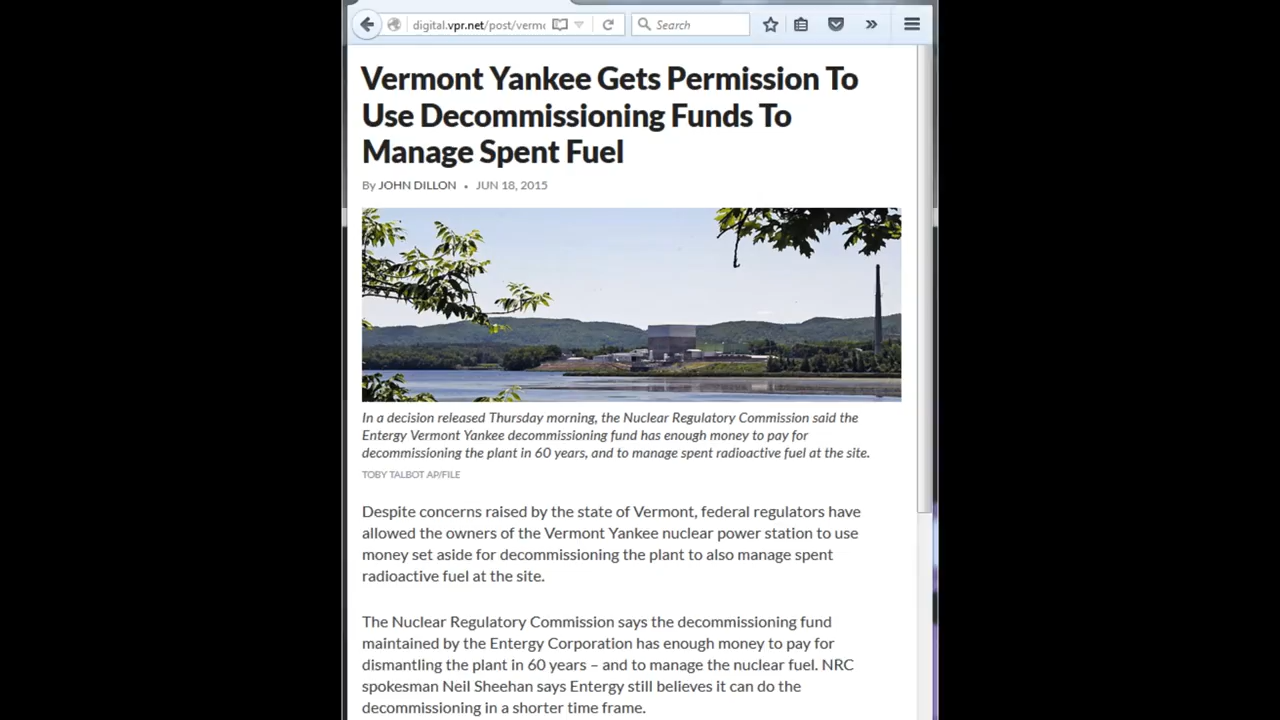 digital.vpr.net/post/vermo
Search
Vermont Yankee Gets Permission To
Use Decommissioning Funds To
Manage Spent Fuel
By JOHN DILLON • JUN 18, 2015
In a decision released Thursday morning, the Nuclear Regulatory Commission said the
Entergy Vermont Yankee decommissioning fund has enough money to pay for
decommissioning the plant in 60 years, and to manage spent radioactive fuel at the site.
TOBY TALBOT AP/FILE
Despite concerns raised by the state of Vermont, federal regulators have
allowed the owners of the Vermont Yankee nuclear power station to use
money set aside for decommissioning the plant to also manage spent
radioactive fuel at the site.
The Nuclear Regulatory Commission says the decommissioning fund
maintained by the Entergy Corporation has enough money to pay for
dismantling the plant in 60 years – and to manage the nuclear fuel. NRC
spokesman Neil Sheehan says Entergy still believes it can do the
decommissioning in a shorter time frame.